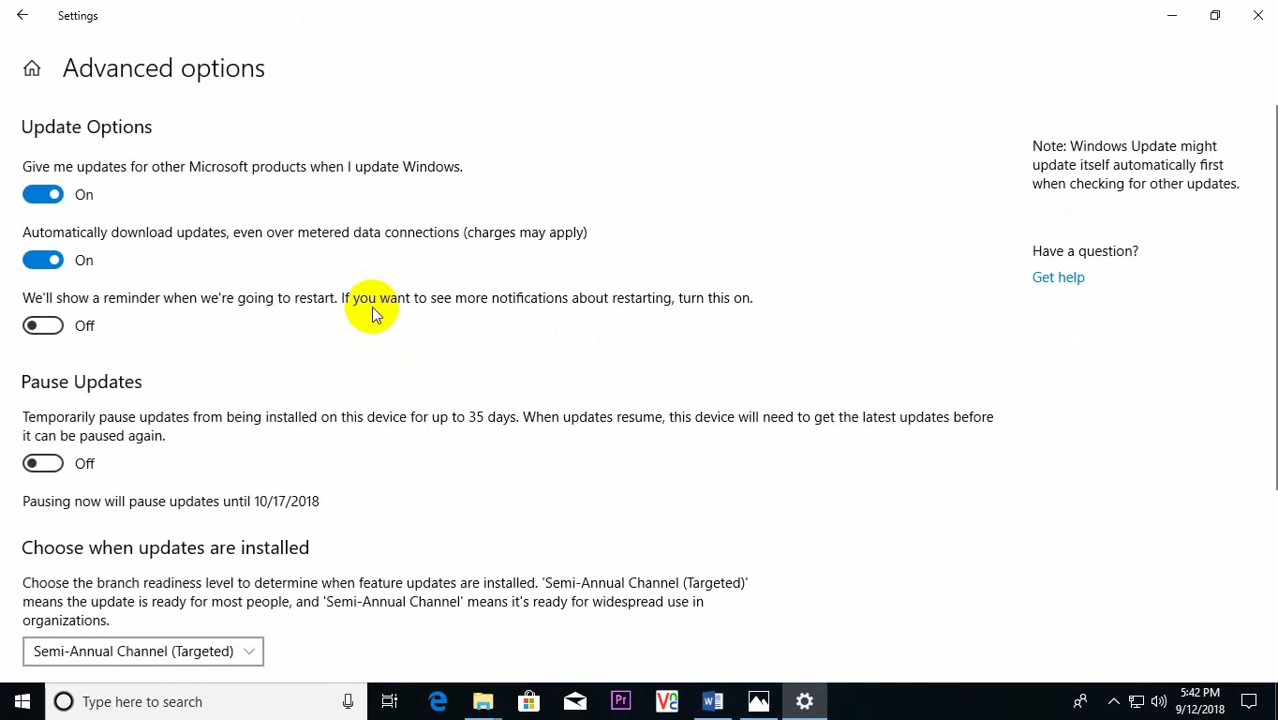 Settings
Advanced options
Update Options
Give me updates for other Microsoft products when I update Windows.
On
Automatically download updates, even over metered data connections (charges may apply)
On
We'll show a reminder when we're going to restart. If you want to see more notifications about restarting, turn this on.
Off
Pause Updates
Temporarily pause updates from being installed on this device for up to 35 days. When updates resume, this device will need to get the latest updates before
it can be paused again.
Off
Pausing now will pause updates until 10/17/2018
Choose when updates are installed
Choose the branch readiness level to determine when feature updates are installed. 'Semi-Annual Channel (Targeted)'
means the update is ready for most people, and 'Semi-Annual Channel' means it's ready for widespread use in
organizations.
Semi-Annual Channel (Targeted)
Note: Windows Update might
update itself automatically first
when checking for other updates.
Have a question?
Get help
Type here to search
Pr
5:42 PM
9/12/2018